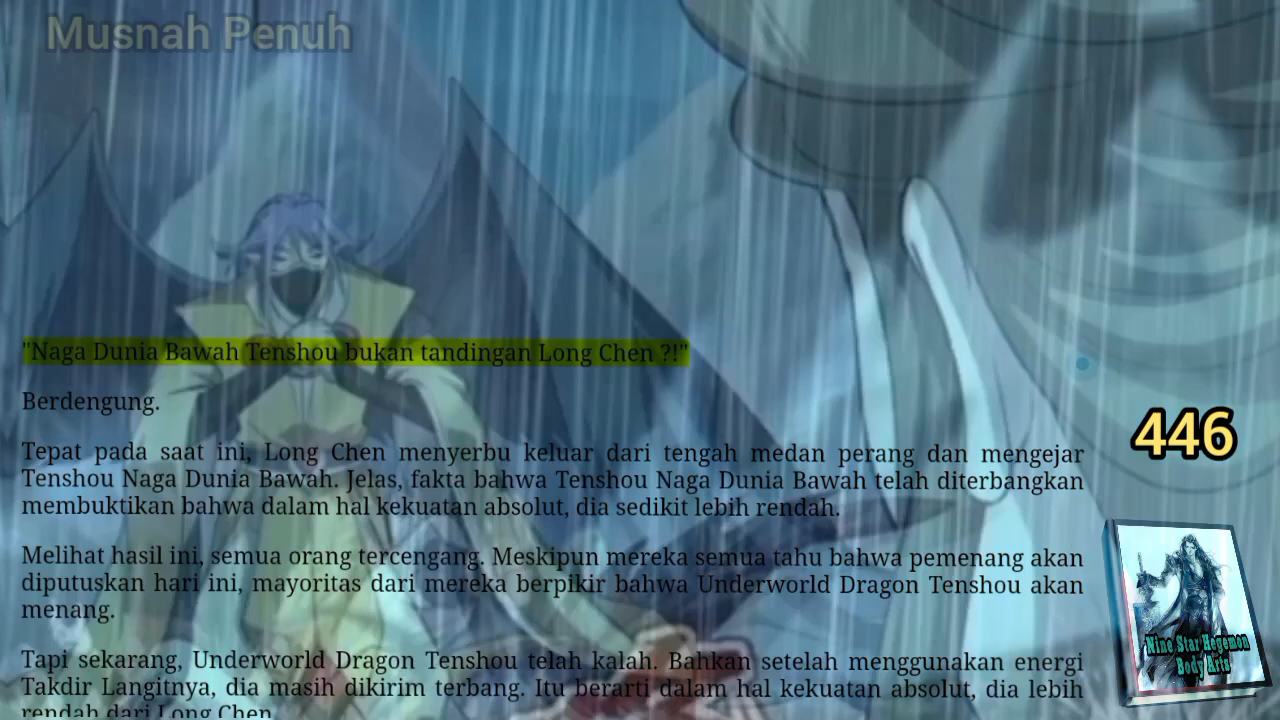 Musnah Penuh
"Naga Dunia Bawah Tenshou bukan tandingan Long Chen ?!"
Berdengung.
Tepat pada saat ini, Long Chen menyerbu keluar dari tengah medan perang dan mengejar
Tenshou Naga Dunia Bawah. Jelas, fakta bahwa Tenshou Naga Dunia Bawah telah diterbangkan
membuktikan bahwa dalam hal kekuatan absolut, dia sedikit lebih rendah.
446
Melihat hasil ini, semua orang tercengang. Meskipun mereka semua tahu bahwa pemenang akan
diputuskan hari ini, mayoritas dari mereka berpikir bahwa Underworld Dragon Tenshou akan
menang.
Tapi sekarang, Underworld Dragon Tenshou telah kalah. Bahkan setelah menggunakan energi
Takdir Langitnya, dia masih dikirim terbang. Itu berarti dalam hal kekuatan absolut, dia lebih
rendah dari Long Chen.
Nine Star Hegemon
Body Arts